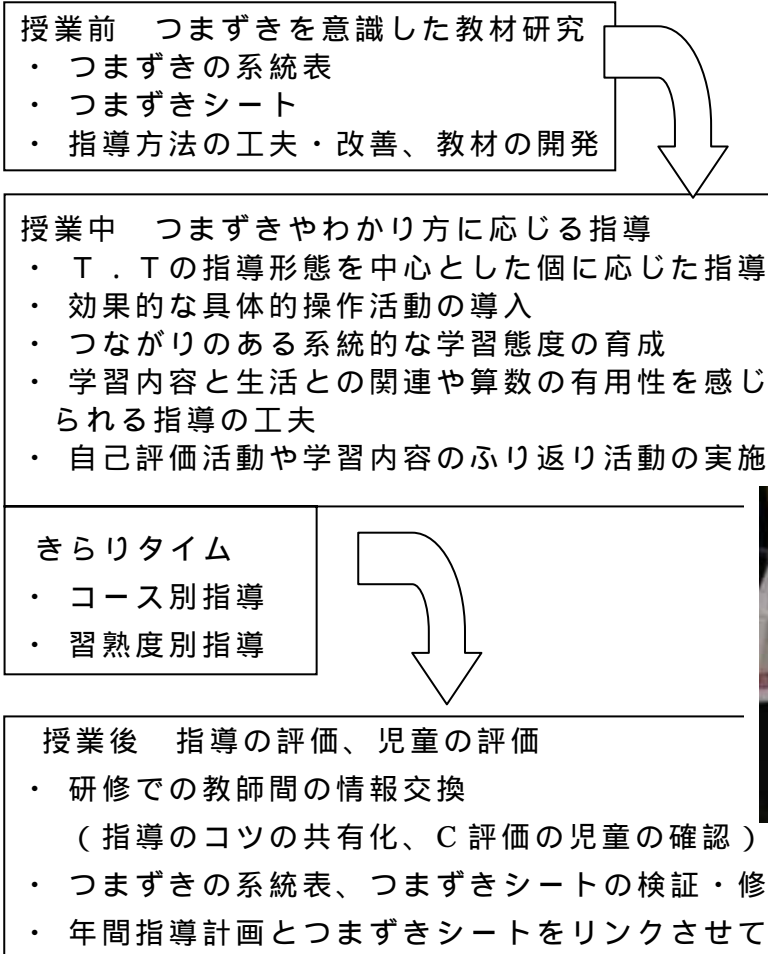 授業前　つまずきを意識した教材研究
・ つまずきの系統表
・ つまずきシート
・ 指導方法の工夫・改善、教材の開発
授業中　つまずきやわかり方に応じる指導
・ Ｔ．Ｔの指導形態を中心とした個に応じた指導
・ 効果的な具体的操作活動の導入
・ つながりのある系統的な学習態度の育成
・ 学習内容と生活との関連や算数の有用性を感じ
られる指導の工夫
・ 自己評価活動や学習内容のふり返り活動の実施
きらりタイム
・ コース別指導
・ 習熟度別指導
授業後　指導の評価、児童の評価
・ 研修での教師間の情報交換
（指導のコツの共有化、C 評価の児童の確認）
・ つまずきの系統表、つまずきシートの検証・修
・ 年間指導計画とつまずきシートをリンクさせて